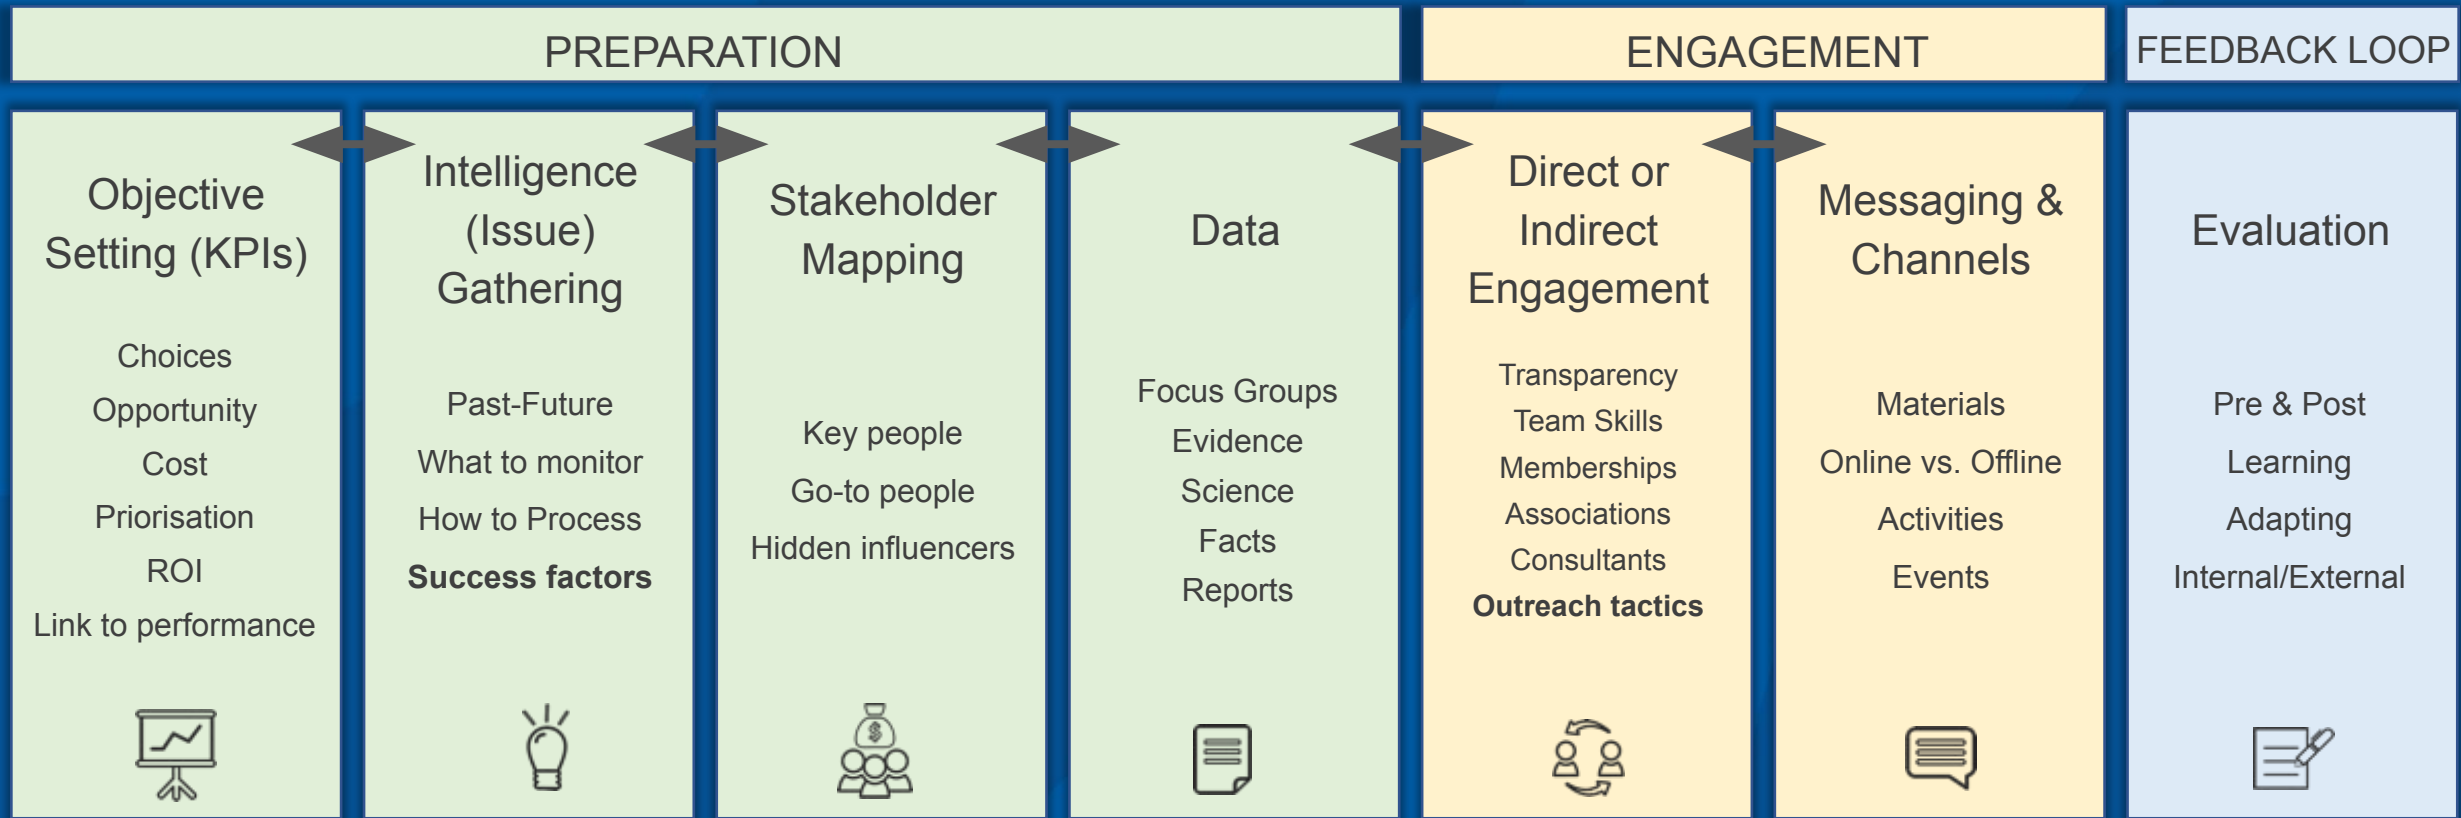 PREPARATION
ENGAGEMENT
FEEDBACK LOOP
Objective
Setting (KPIs)
Choices
Opportunity
Cost
Priorisation
ROI
Link to performance
Intelligence
(Issue)
Gathering
Past-Future
What to monitor
How to Process
Success factors
Stakeholder
Mapping
Key people
Go-to people
Hidden influencers
Data
Focus Groups
Evidence
Science
Facts
Reports
Direct or
Indirect
Engagement
Transparency
Team Skills
Memberships
Associations
Consultants
Outreach tactics
Messaging &
Channels
Materials
Online vs. Offline
Activities
Events
Evaluation
Pre & Post
Learning
Adapting
Internal/External
$